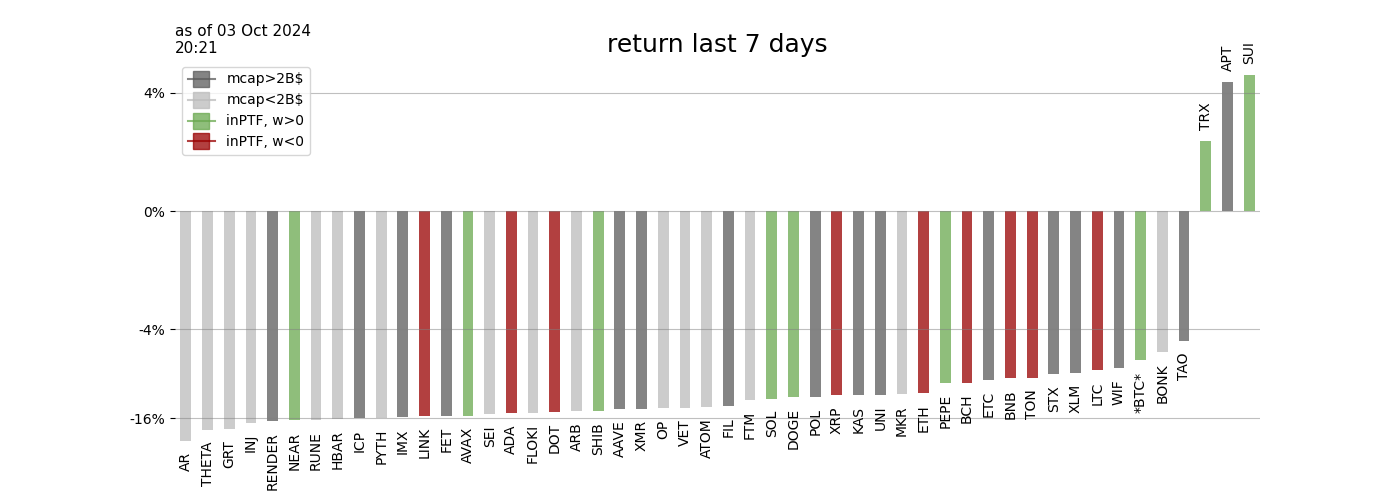 as of 03 Oct 2024
20:21
return last 7 days
mcap>2B$
mcap<2B$
inPTF, w>0
inPTF, w<0
4%
0%
-4%
-16%
AR
THETA
GRT
INJ
RENDER
NEAR
RUNE
HBAR
ICP
PYTH
IMX
LINK
FET
AVAX
SEI
ADA
FLOKI
DOT
ARB
SHIB
AAVE
XMR
OP
VET
ATOM
FIL
FTM
SOL
DOGE
POL
XRP
KAS
UNI
MKR
ETH
PEPE
BCH
ETC
BNB
TON
STX
XLM
LTC
WIF
*BTC*
BONK
TAO
TRX
APT
SUI